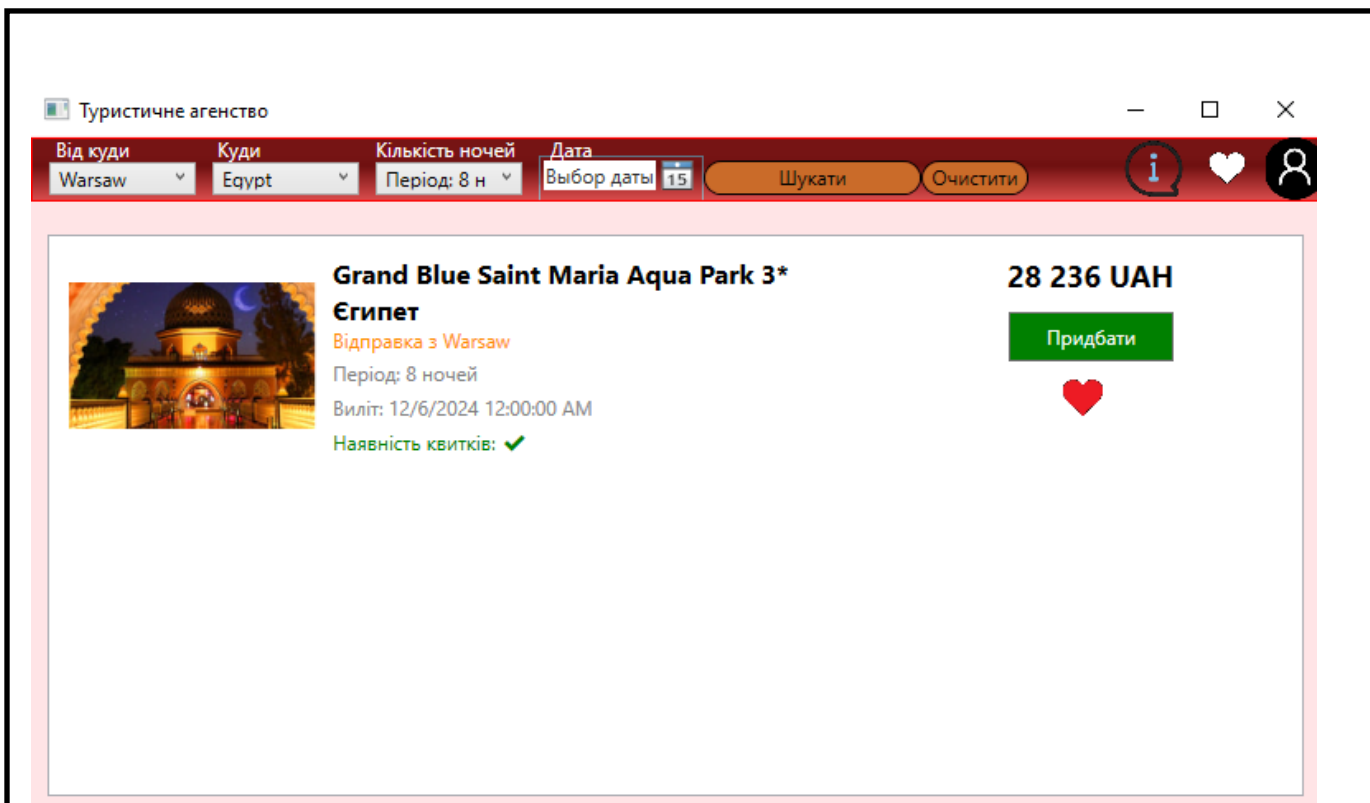 Туристичне агенство
Від куди Куди Кількість ночей Дата
Warsaw Egypt Період: 8 н Выбор даты 15 Шукати Очистити i
Grand Blue Saint Maria Aqua Park 3* 28 236 UAH
Єгипет
Придбати
Відправка з Warsaw
Період: 8 ночей
Виліт: 12/6/2024 12:00:00 AM
Наявність квитків: ✔